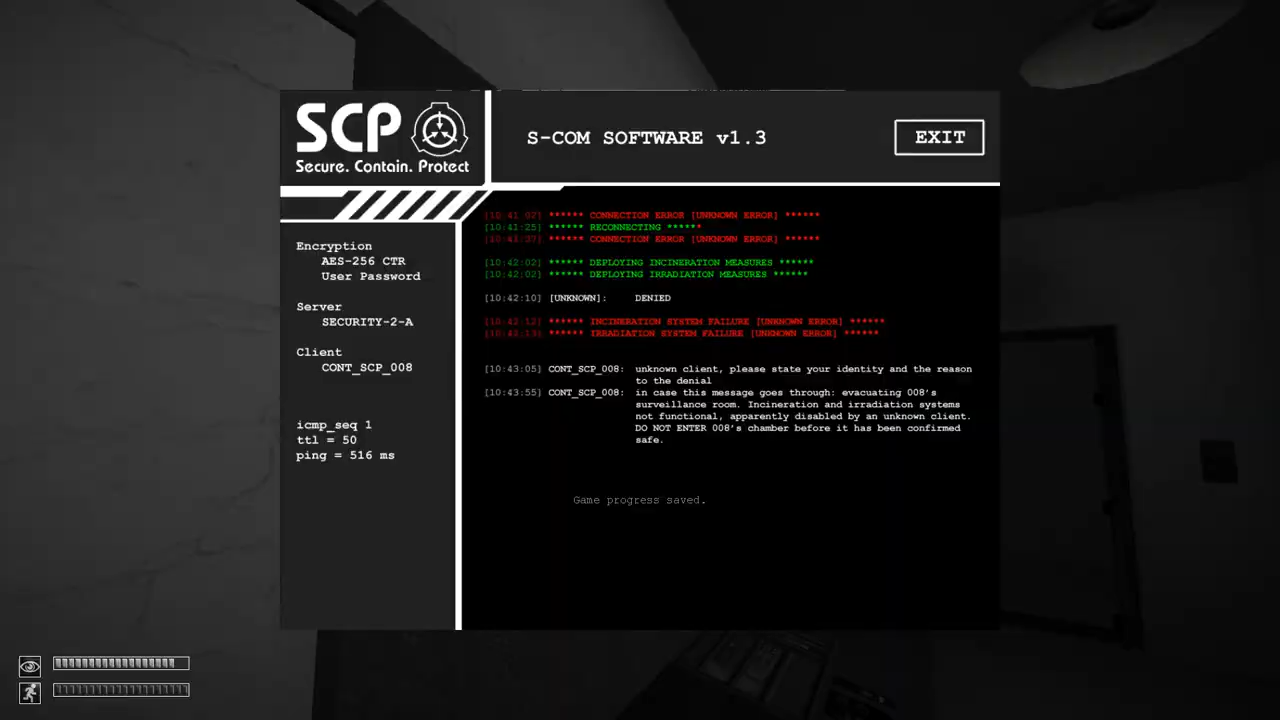 SCP
Secure. Contain. Protect
S-COM SOFTWARE v1.3
EXIT
Encryption
AES-256 CTR
User Password
Server
SECURITY-2-A
Client
CONT_SCP_008
icmp_seq 1
ttl = 50
ping = 516 ms
[10:41:07] ****** CONNECTION ERROR [UNKNOWN ERROR] ******
[10:41:25] ****** RECONNECTING ******
[10:41:37] ****** CONNECTION ERROR [UNKNOWN ERROR] ******
[10:42:02] ****** DEPLOYING INCINERATION MEASURES ******
[10:42:02] ****** DEPLOYING IRRADIATION MEASURES ******
[10:42:10] [UNKNOWN]: DENIED
[10:42:12] ****** INCINERATION SYSTEM FAILURE [UNKNOWN ERROR] ******
[10:42:13] ****** IRRADIATION SYSTEM FAILURE [UNKNOWN ERROR] ******
[10:43:05] CONT_SCP_008: unknown client, please state your identity and the reason
to the denial
[10:43:55] CONT_SCP_008: in case this message goes through: evacuating 008's
surveillance room. Incineration and irradiation systems
not functional, apparently disabled by an unknown client.
DO NOT ENTER 008's chamber before it has been confirmed
safe.
Game progress saved.